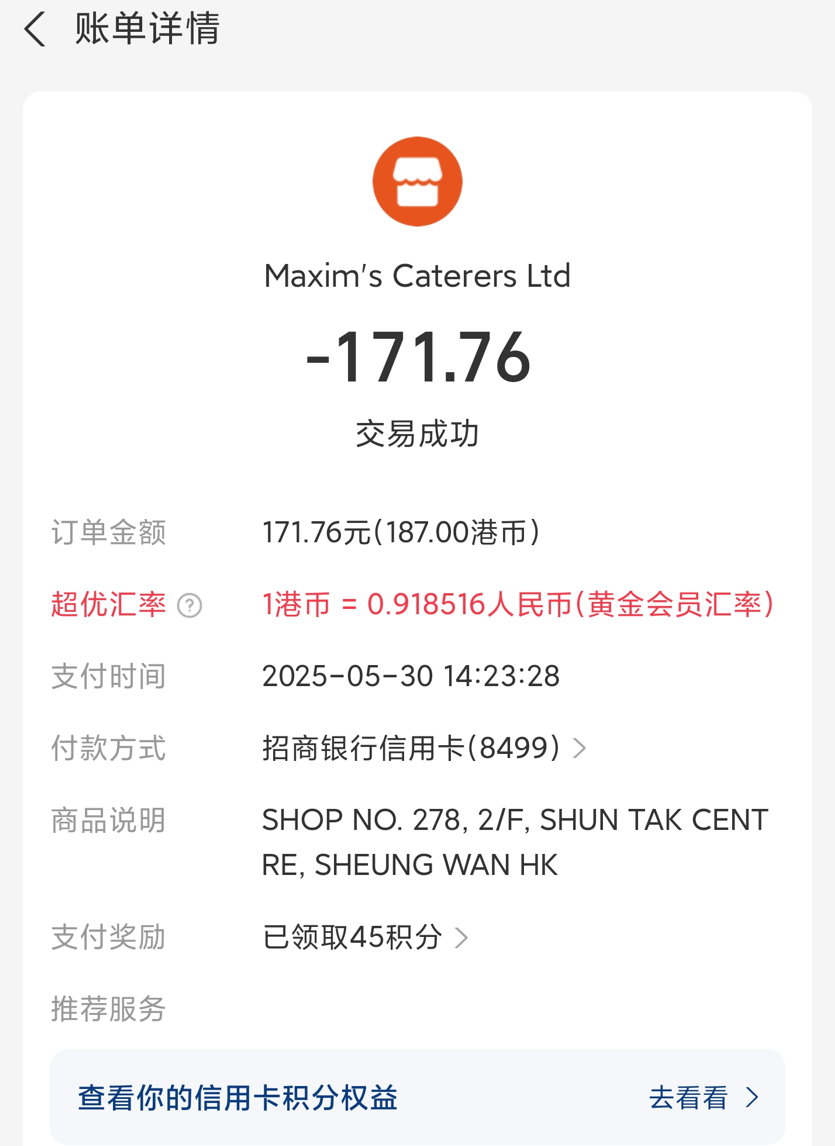 账单详情
Maxim's Caterers Ltd
-171.76
交易成功
订单金额 171.76元(187.00港币)
超优汇率 ? 1港币 = 0.918516人民币(黄金会员汇率)
支付时间 2025-05-30 14:23:28
付款方式 招商银行信用卡(8499)
商品说明 SHOP NO. 278, 2/F, SHUN TAK CENT
RE, SHEUNG WAN HK
支付奖励 已领取45积分
推荐服务
查看你的信用卡积分权益 去看看